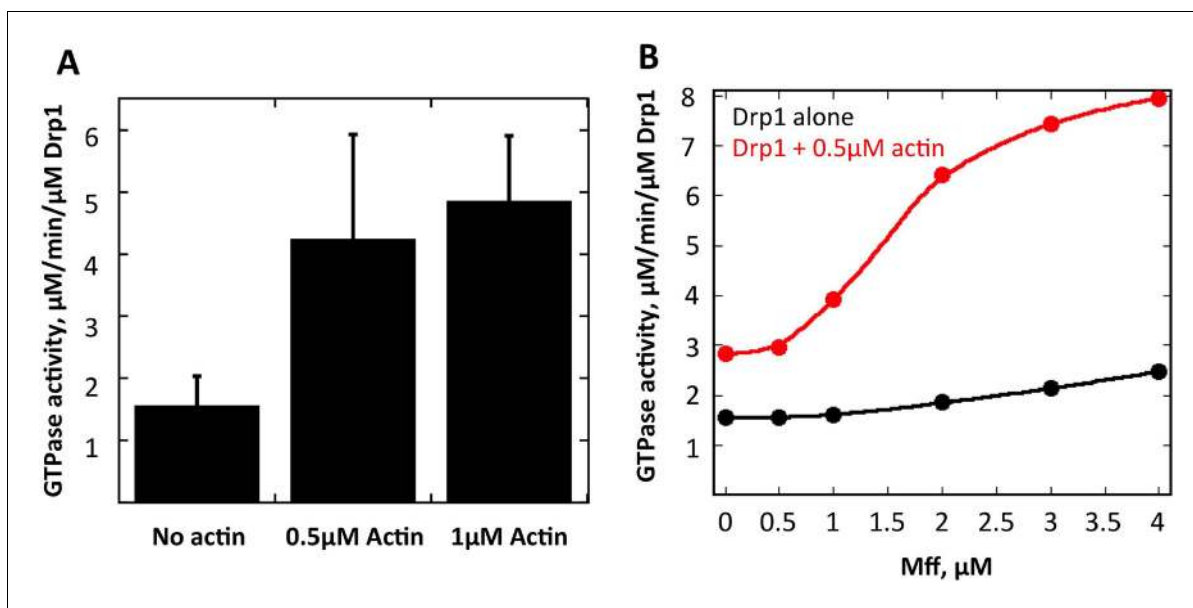 A
GTPase activity, µM/min/µM Drp1
6
5
4
3
2
1
No actin
0.5µM Actin
1µM Actin
B
GTPase activity, µM/min/µM Drp1
8
7
6
5
4
3
2
1
Drp1 alone
Drp1 + 0.5µM actin
0 0.5 1 1.5 2 2.5 3 3.5 4
Mff, µM